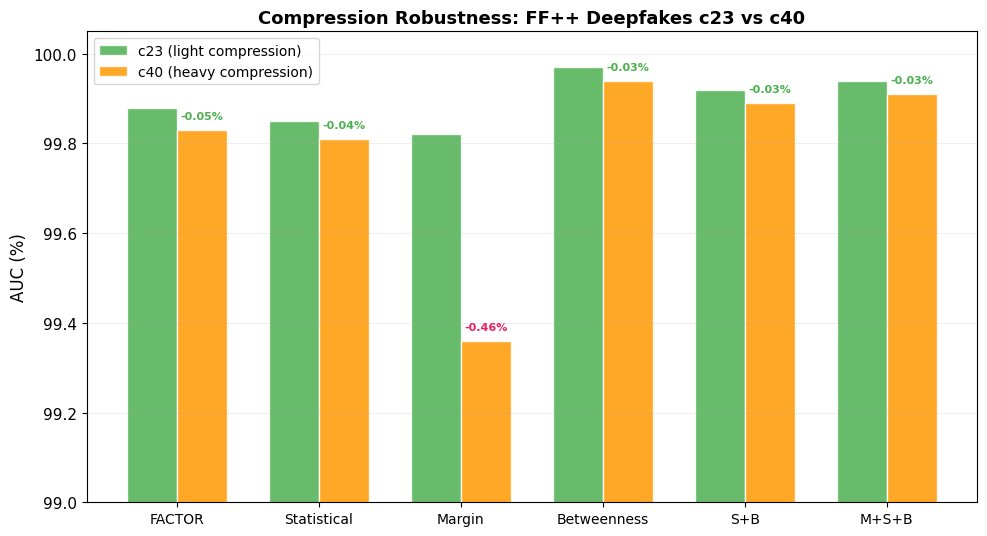 Compression Robustness: FF++ Deepfakes c23 vs c40
c23 (light compression)
c40 (heavy compression)
AUC (%)
100.0
99.8
99.6
99.4
99.2
99.0
-0.05%
-0.04%
-0.46%
-0.03%
-0.03%
-0.03%
FACTOR Statistical Margin Betweenness S+B M+S+B